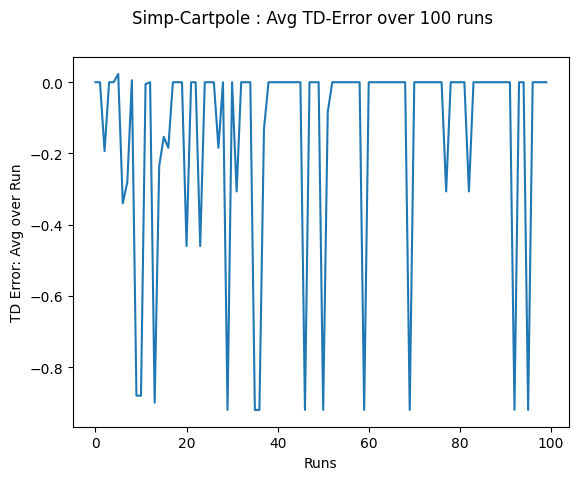 Simp-Cartpole : Avg TD-Error over 100 runs
0.0
−0.2
−0.4
−0.6
−0.8
TD Error: Avg over Run
0 20 40 60 80 100
Runs